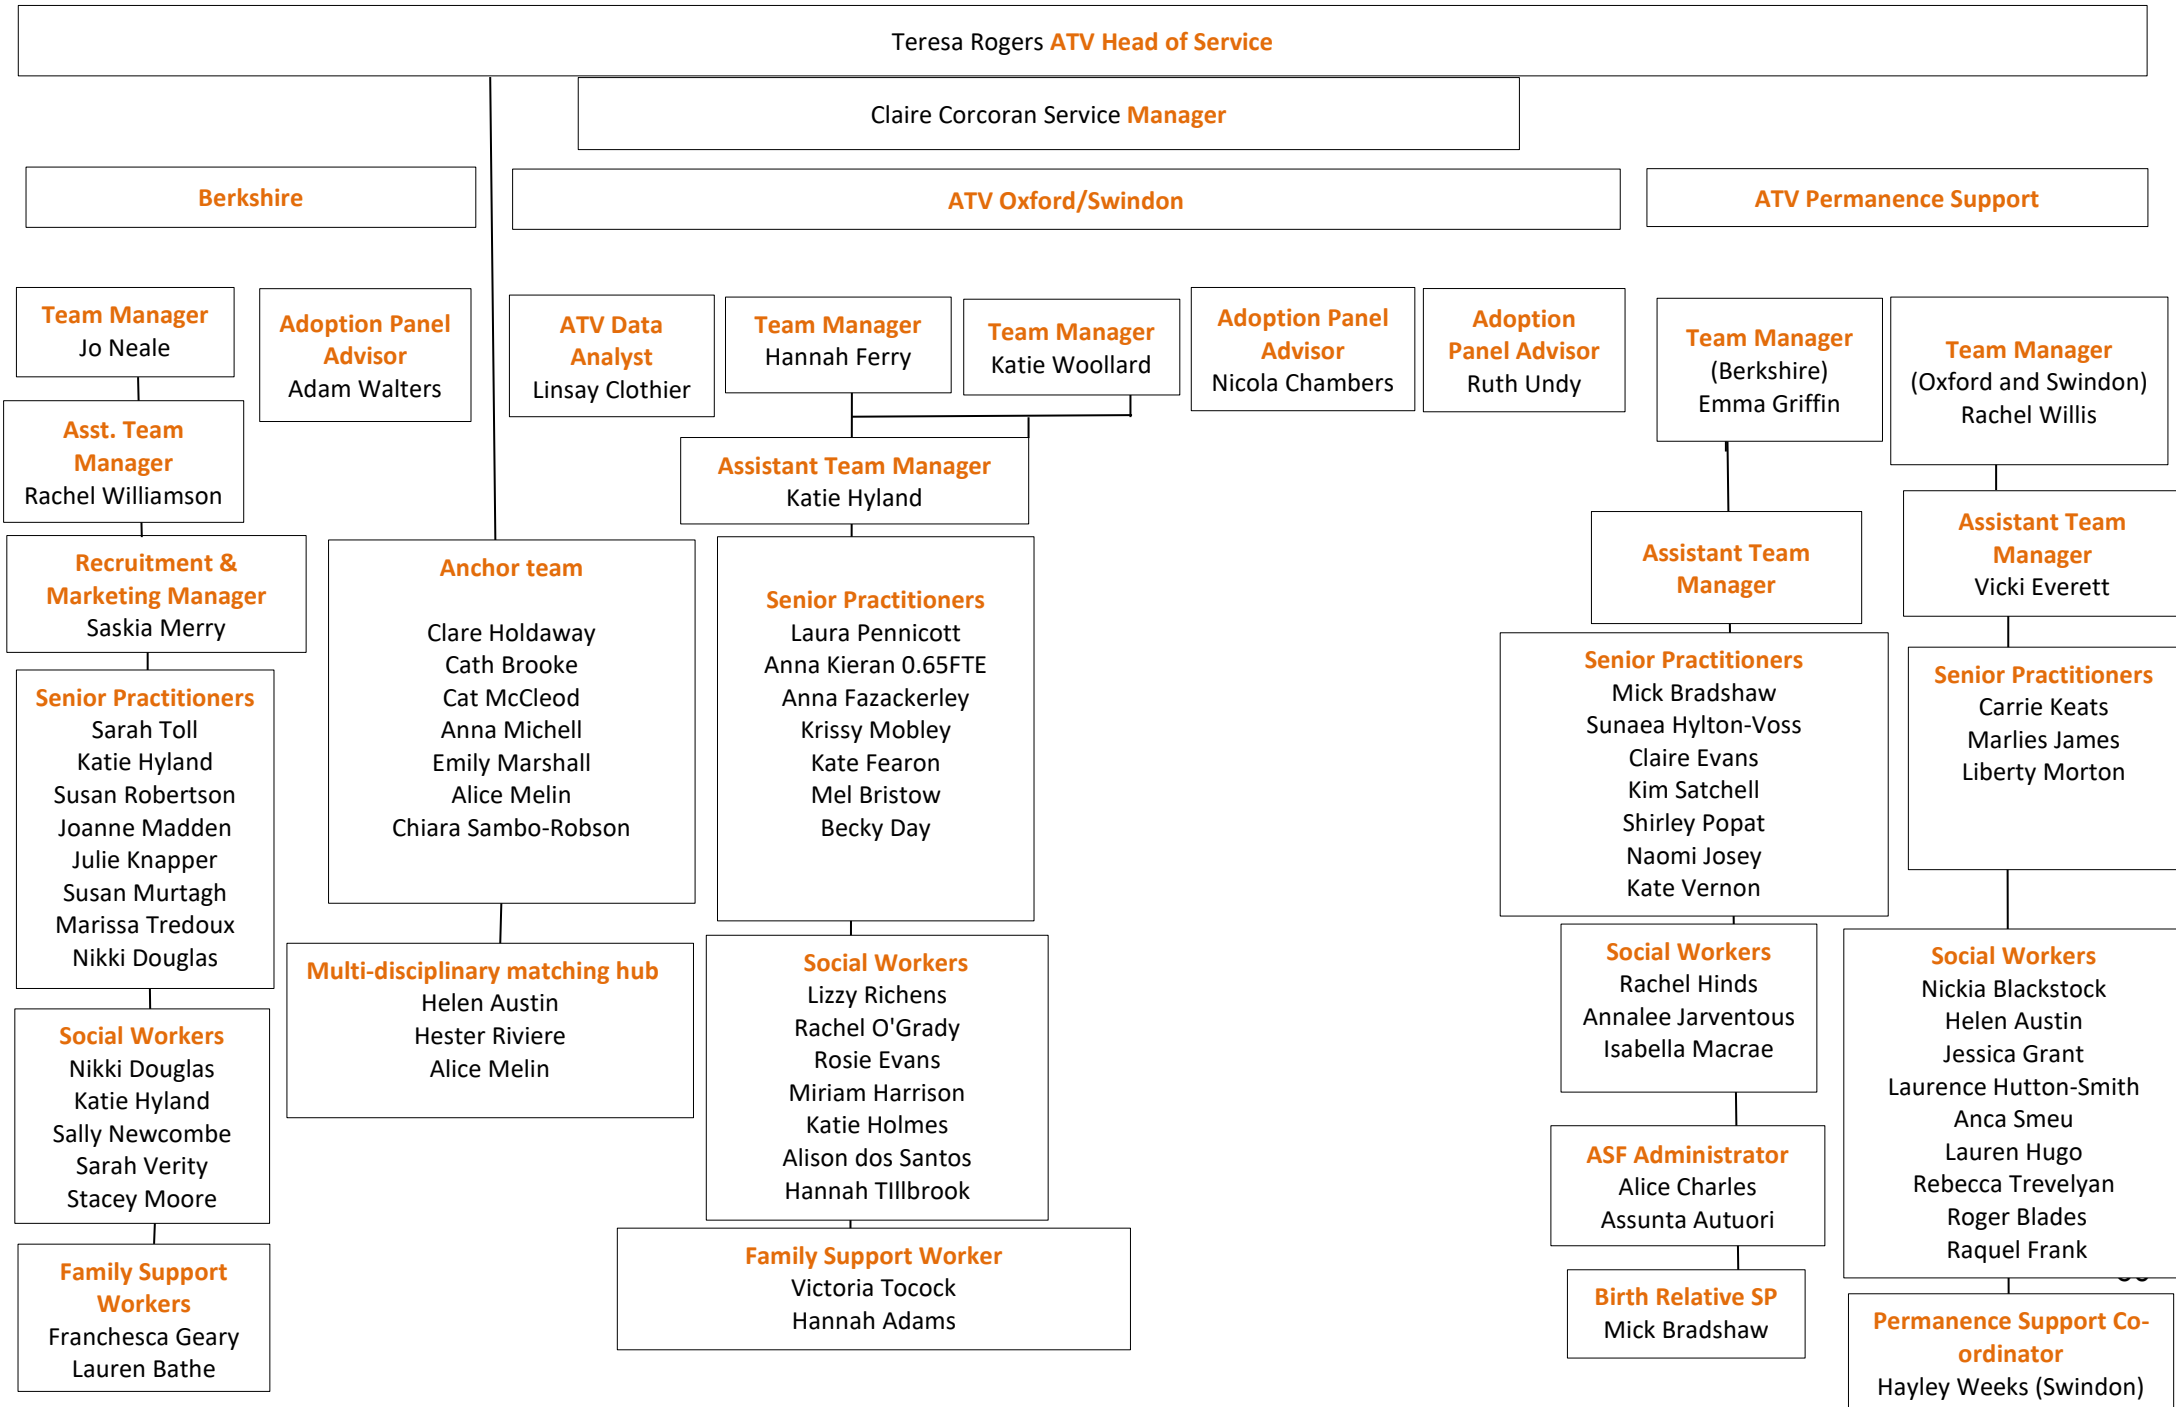 Teresa Rogers ATV Head of Service
Claire Corcoran Service Manager
Berkshire
ATV Oxford/Swindon
ATV Permanence Support
Team Manager
Jo Neale
Adoption Panel
Advisor
Adam Walters
ATV Data
Analyst
Linsay Clothier
Team Manager
Hannah Ferry
Team Manager
Katie Woollard
Adoption Panel
Advisor
Nicola Chambers
Adoption
Panel Advisor
Ruth Undy
Team Manager
(Berkshire)
Emma Griffin
Team Manager
(Oxford and Swindon)
Rachel Willis
Asst. Team
Manager
Rachel Williamson
Recruitment &
Marketing Manager
Saskia Merry
Senior Practitioners
Sarah Toll
Katie Hyland
Susan Robertson
Joanne Madden
Julie Knapper
Susan Murtagh
Marissa Tredoux
Nikki Douglas
Social Workers
Nikki Douglas
Katie Hyland
Sally Newcombe
Sarah Verity
Stacey Moore
Family Support
Workers
Franchesca Geary
Lauren Bathe
Anchor team
Clare Holdaway
Cath Brooke
Cat McCleod
Anna Michell
Emily Marshall
Alice Melin
Chiara Sambo-Robson
Multi-disciplinary matching hub
Helen Austin
Hester Riviere
Alice Melin
Assistant Team Manager
Katie Hyland
Senior Practitioners
Laura Pennicott
Anna Kieran 0.65FTE
Anna Fazackerley
Krissy Mobley
Kate Fearon
Mel Bristow
Becky Day
Social Workers
Lizzy Richens
Rachel O'Grady
Rosie Evans
Miriam Harrison
Katie Holmes
Alison dos Santos
Hannah TIllbrook
Family Support Worker
Victoria Tocock
Hannah Adams
Assistant Team
Manager
Senior Practitioners
Mick Bradshaw
Sunaea Hylton-Voss
Claire Evans
Kim Satchell
Shirley Popat
Naomi Josey
Kate Vernon
Social Workers
Rachel Hinds
Annalee Jarventous
Isabella Macrae
ASF Administrator
Alice Charles
Assunta Autuori
Birth Relative SP
Mick Bradshaw
Assistant Team
Manager
Vicki Everett
Senior Practitioners
Carrie Keats
Marlies James
Liberty Morton
Social Workers
Nickia Blackstock
Helen Austin
Jessica Grant
Laurence Hutton-Smith
Anca Smeu
Lauren Hugo
Rebecca Trevelyan
Roger Blades
Raquel Frank
Permanence Support Co-
ordinator
Hayley Weeks (Swindon)